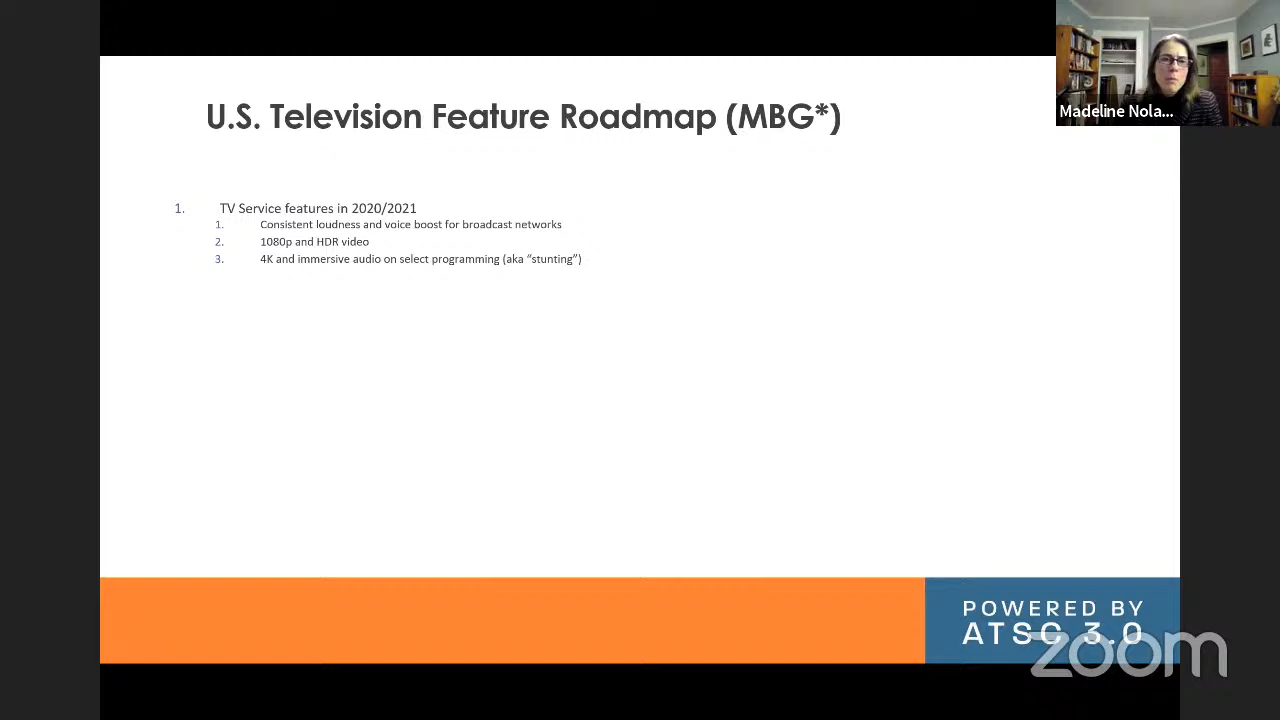 U.S. Television Feature Roadmap (MBG*)
Madeline Nola...
1. TV Service features in 2020/2021
1. Consistent loudness and voice boost for broadcast networks
2. 1080p and HDR video
3. 4K and immersive audio on select programming (aka “stunting”)
POWERED BY
ATSC 3.0
zoom